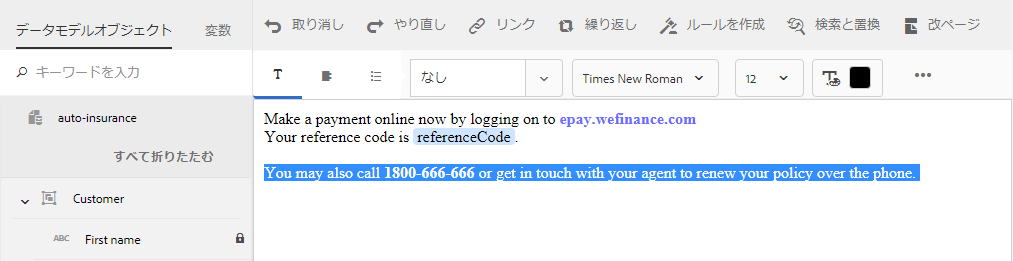 データモデルオブジェクト 変数
取り消し やり直し リンク 繰り返し ルールを作成 検索と置換 改ページ
キーワードを入力
T なし Times New Roman 12 T
auto-insurance
すべて折りたたむ
Customer
ABC First name
Make a payment online now by logging on to epay.wefinance.com
Your reference code is referenceCode .
You may also call 1800-666-666 or get in touch with your agent to renew your policy over the phone.